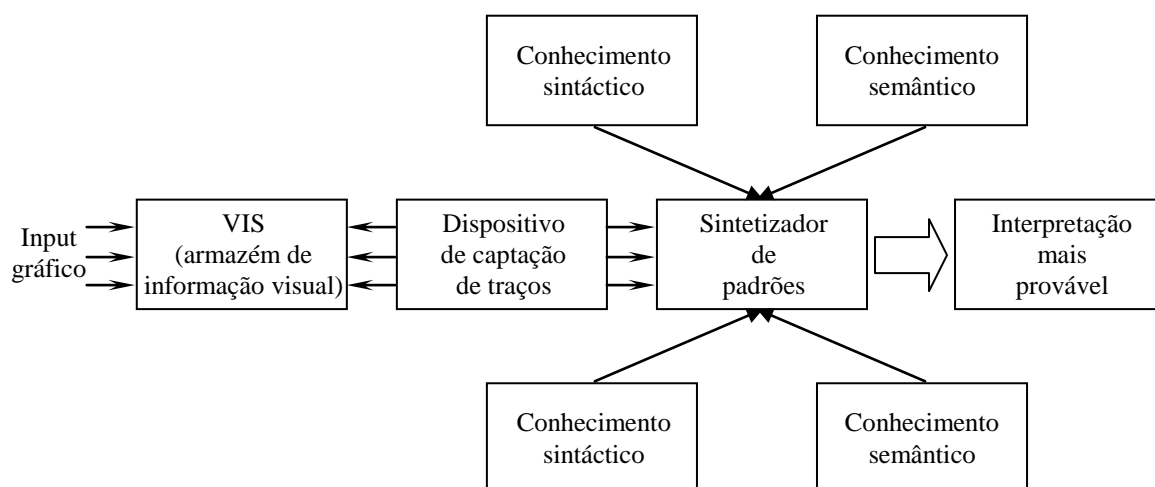 Conhecimento
sintáctico
Conhecimento
semântico
Input
gráfico
VIS
(armazém de
informação visual)
Dispositivo
de captação
de traços
Sintetizador
de
padrões
Interpretação
mais
provável
Conhecimento
sintáctico
Conhecimento
semântico